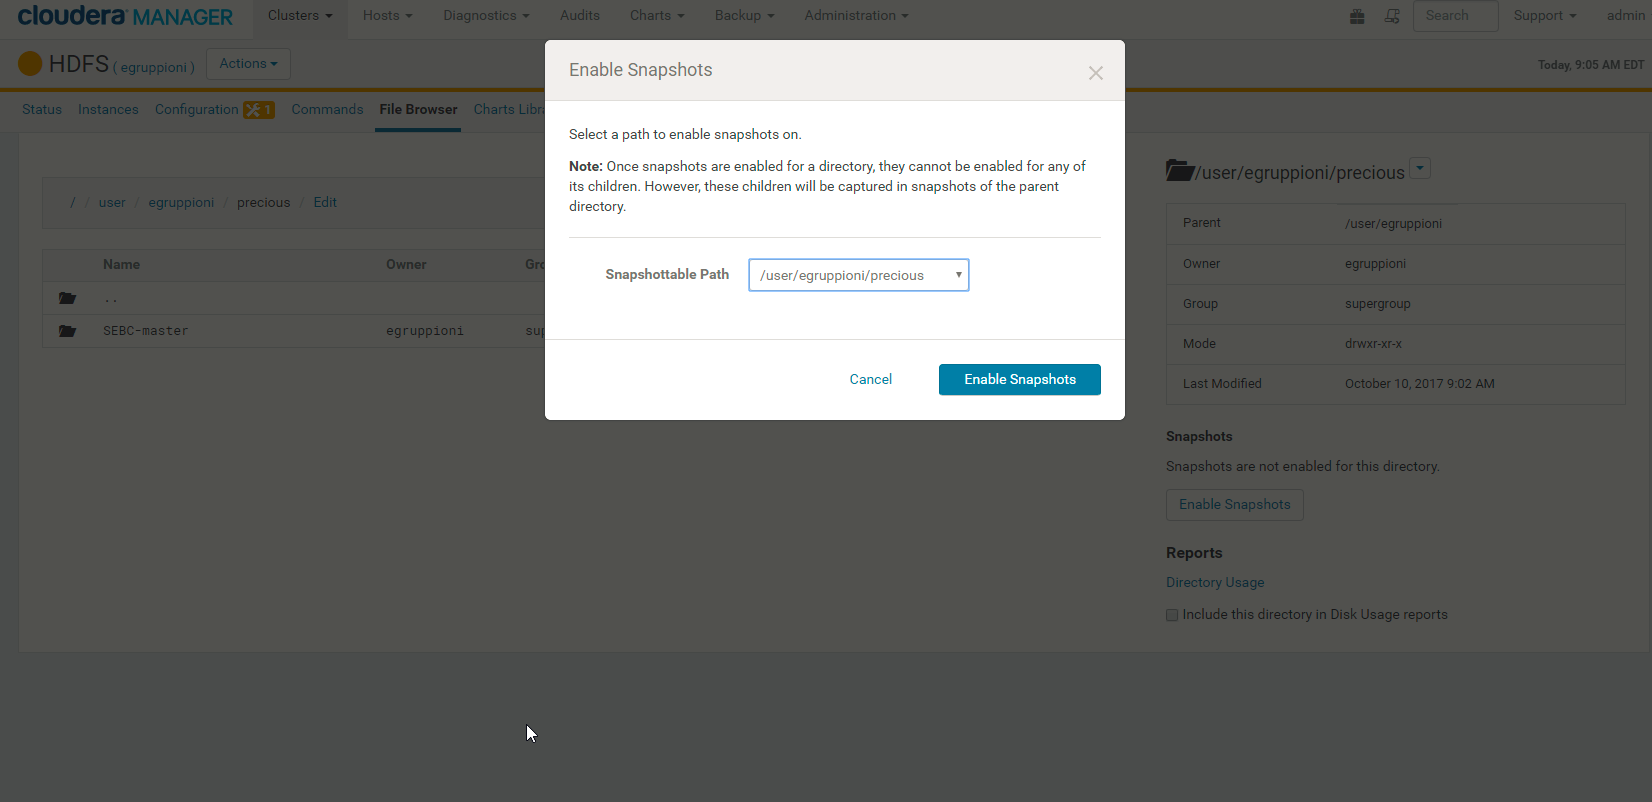 cloudera MANAGER Clusters Hosts Diagnostics Audits Charts Backup Administration Search Support admin
HDFS ( egruppioni ) Actions
Today, 9:05 AM EDT
Status Instances Configuration 1 Commands File Browser Charts Libr
Enable Snapshots
Select a path to enable snapshots on.
Note: Once snapshots are enabled for a directory, they cannot be enabled for any of
its children. However, these children will be captured in snapshots of the parent
directory.
Snapshottable Path /user/egruppioni/precious
Cancel Enable Snapshots
/ / user / egruppioni / precious / Edit
Name Owner Gro
..
SEBC-master egruppioni sup
/user/egruppioni/precious
Parent /user/egruppioni
Owner egruppioni
Group supergroup
Mode drwxr-xr-x
Last Modified October 10, 2017 9:02 AM
Snapshots
Snapshots are not enabled for this directory.
Enable Snapshots
Reports
Directory Usage
Include this directory in Disk Usage reports